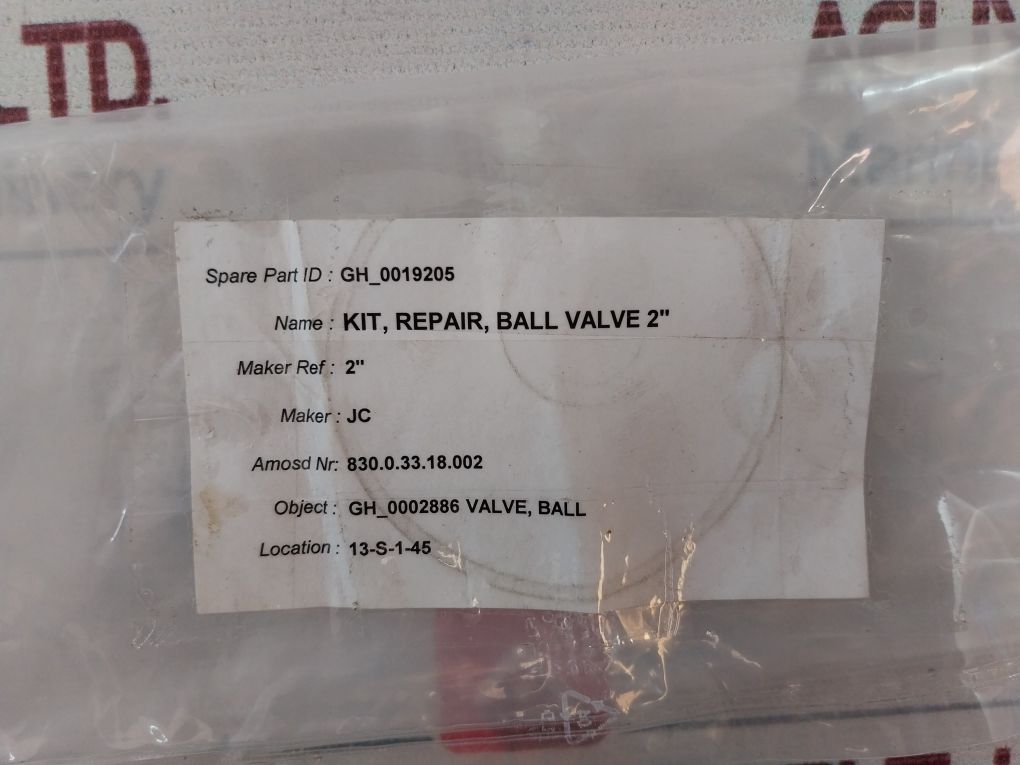 LTD.
Spare Part ID : GH_0019205
Name : KIT, REPAIR, BALL VALVE 2"
Maker Ref : 2"
Maker : JC
Amosd Nr: 830.0.33.18.002
Object : GH_0002886 VALVE, BALL
Location : 13-S-1-45